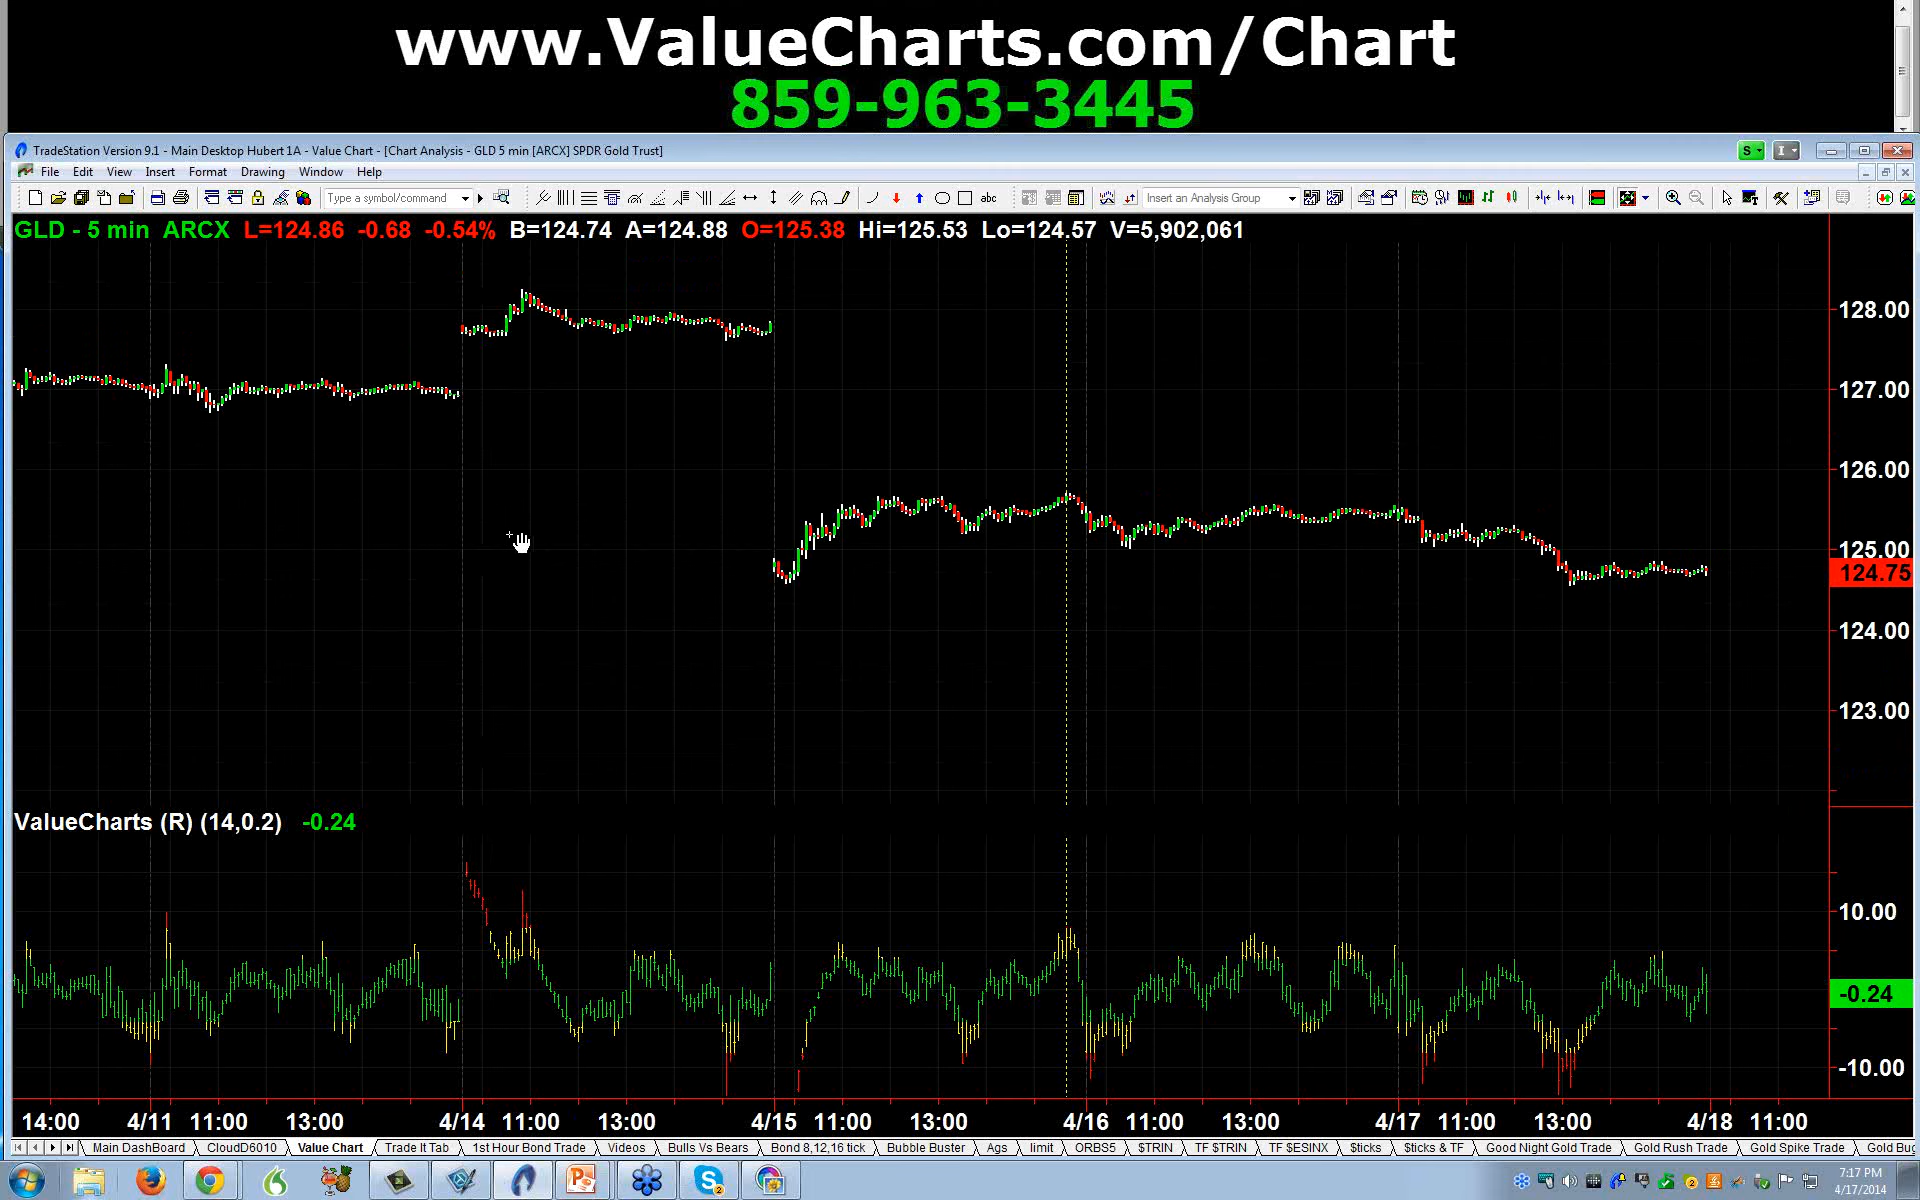 www.ValueCharts.com/Chart
859-963-3445
TradeStation Version 9.1 - Main Desktop Hubert 1A - Value Chart - [Chart Analysis - GLD 5 min [ARCX] SPDR Gold Trust]
S I
File Edit View Insert Format Drawing Window Help
Type a symbol/command abc Insert an Analysis Group
GLD - 5 min ARCX L=124.86 -0.68 -0.54% B=124.74 A=124.88 O=125.38 Hi=125.53 Lo=124.57 V=5,902,061
128.00
127.00
126.00
125.00
124.75
124.00
123.00
ValueCharts (R) (14,0.2) -0.24
10.00
-0.24
-10.00
14:00 4/11 11:00 13:00 4/14 11:00 13:00 4/15 11:00 13:00 4/16 11:00 13:00 4/17 11:00 13:00 4/18 11:00
Main DashBoard CloudD6010 Value Chart Trade It Tab 1st Hour Bond Trade Videos Bulls Vs Bears Bond 8,12,16 tick Bubble Buster Ags limit ORBS5 $TRIN TF $TRIN TF $ESINX $ticks $ticks & TF Good Night Gold Trade Gold Rush Trade Gold Spike Trade Gold Bug
7:17 PM
4/17/2014